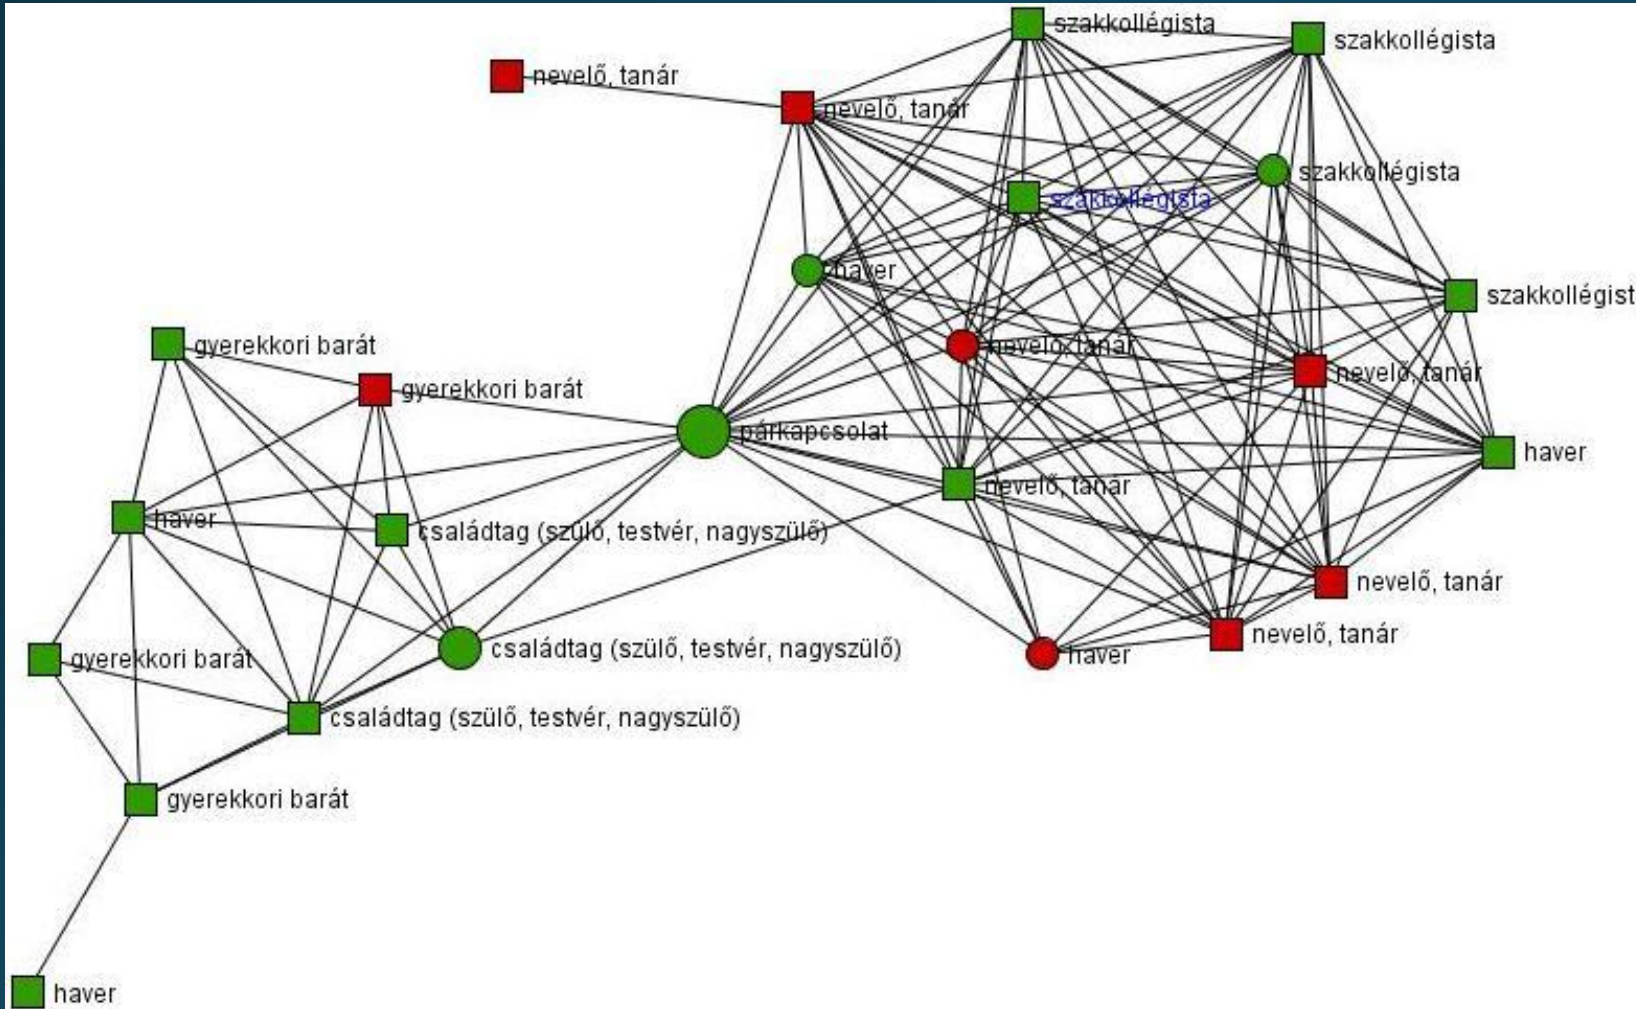 szakkollégista
szakkollégista
nevelő, tanár
nevelő, tanár
szakkollégista
szakkollégista
haver
szakkollégist
nevelő, tanár
gyerekkori barát
nevelő, tanár
gyerekkori barát
párkapcsolat
haver
nevelő, tanár
haver
családtag (szülő, testvér, nagyszülő)
nevelő, tanár
nevelő, tanár
családtag (szülő, testvér, nagyszülő)
haver
gyerekkori barát
családtag (szülő, testvér, nagyszülő)
gyerekkori barát
haver